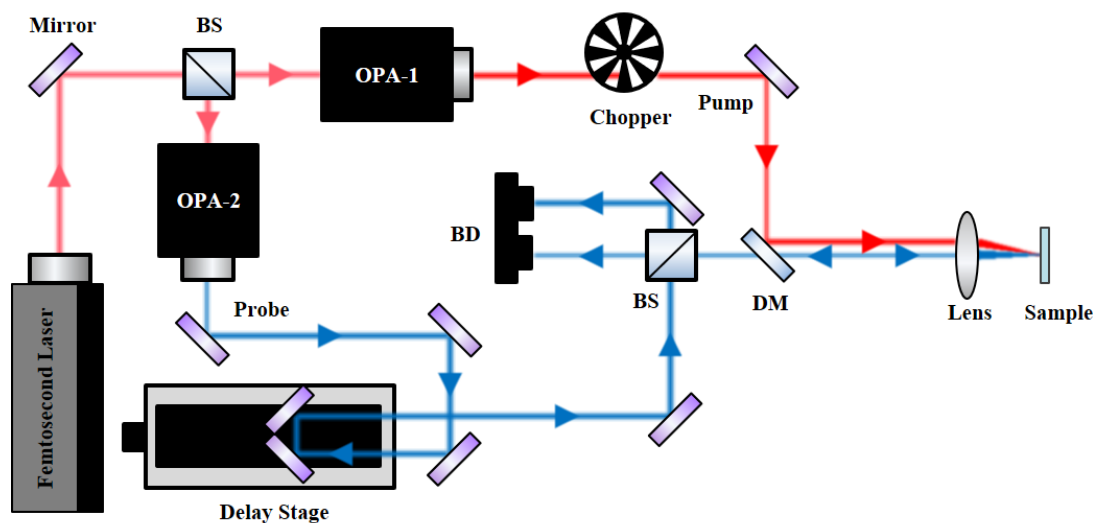 Mirror
BS
OPA-1
Chopper
Pump
OPA-2
BD
BS
DM
Lens
Sample
Probe
Femtosecond Laser
Delay Stage